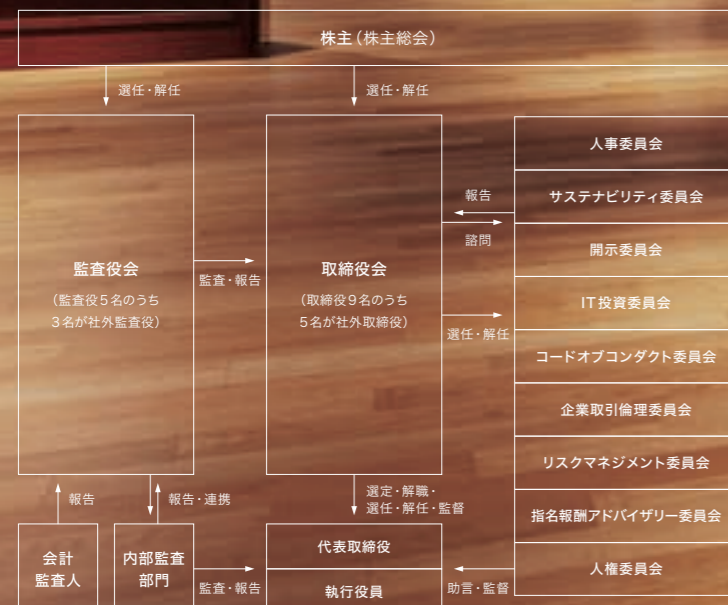 株主(株主総会)
選任・解任
選任・解任
監査役会
(監査役5名のうち
3名が社外監査役)
監査・報告
取締役会
(取締役9名のうち
5名が社外取締役)
報告
諮問
選任・解任
人事委員会
サステナビリティ委員会
開示委員会
IT投資委員会
コードオブコンダクト委員会
企業取引倫理委員会
リスクマネジメント委員会
指名報酬アドバイザリー委員会
人権委員会
報告
報告・連携
選定・解職・
選任・解任・監督
会計
監査人
内部監査
部門
監査・報告
代表取締役
執行役員
助言・監督